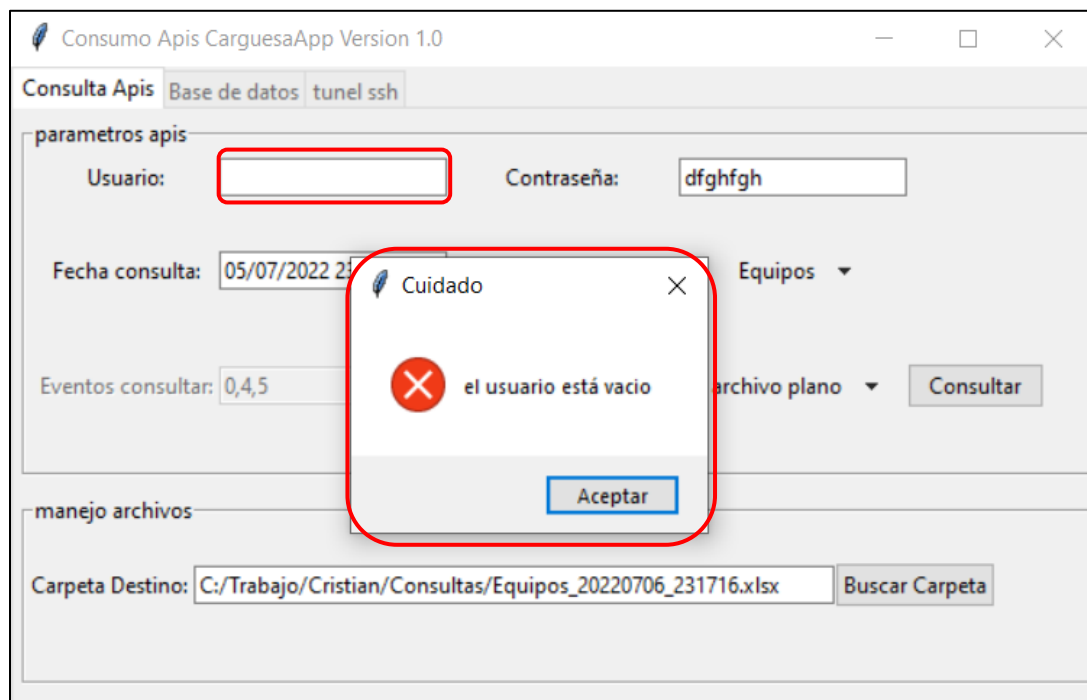 Consumo Apis CarguesaApp Version 1.0
Consulta Apis Base de datos tunel ssh
parametros apis
Usuario: Contraseña: dfghfgh
Fecha consulta: 05/07/2022 Equipos
Cuidado
el usuario está vacio
Aceptar
Eventos consultar: 0,4,5 archivo plano Consultar
manejo archivos
Carpeta Destino: C:/Trabajo/Cristian/Consultas/Equipos_20220706_231716.xlsx Buscar Carpeta